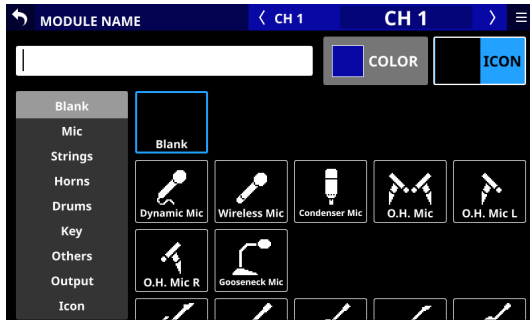 MODULE NAME
CH 1
CH 1
COLOR
ICON
Blank
Mic
Strings
Horns
Drums
Key
Others
Output
Icon
Blank
Dynamic Mic
Wireless Mic
Condenser Mic
O.H. Mic
O.H. Mic L
O.H. Mic R
Gooseneck Mic